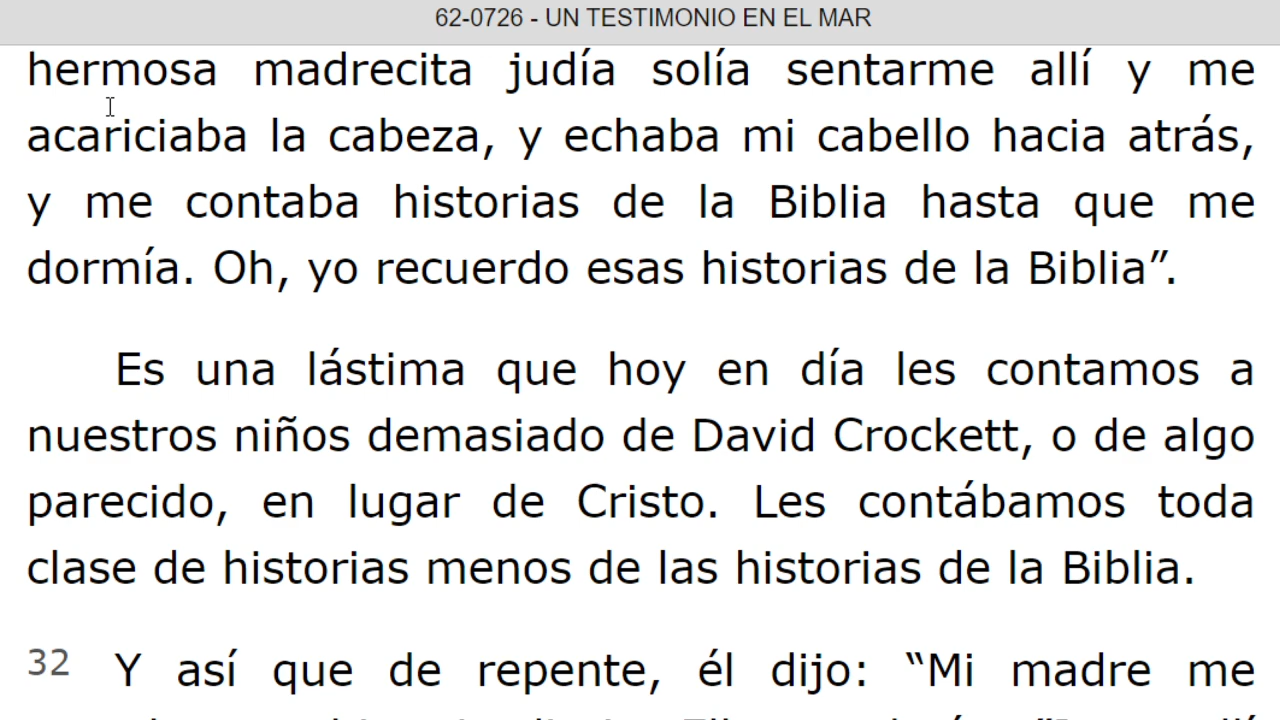 62-0726 - UN TESTIMONIO EN EL MAR
hermosa madrecita judía solía sentarme allí y me
acariciaba la cabeza, y echaba mi cabello hacia atrás,
y me contaba historias de la Biblia hasta que me
dormía. Oh, yo recuerdo esas historias de la Biblia”.
Es una lástima que hoy en día les contamos a
nuestros niños demasiado de David Crockett, o de algo
parecido, en lugar de Cristo. Les contábamos toda
clase de historias menos de las historias de la Biblia.
32 Y así que de repente, él dijo: “Mi madre me